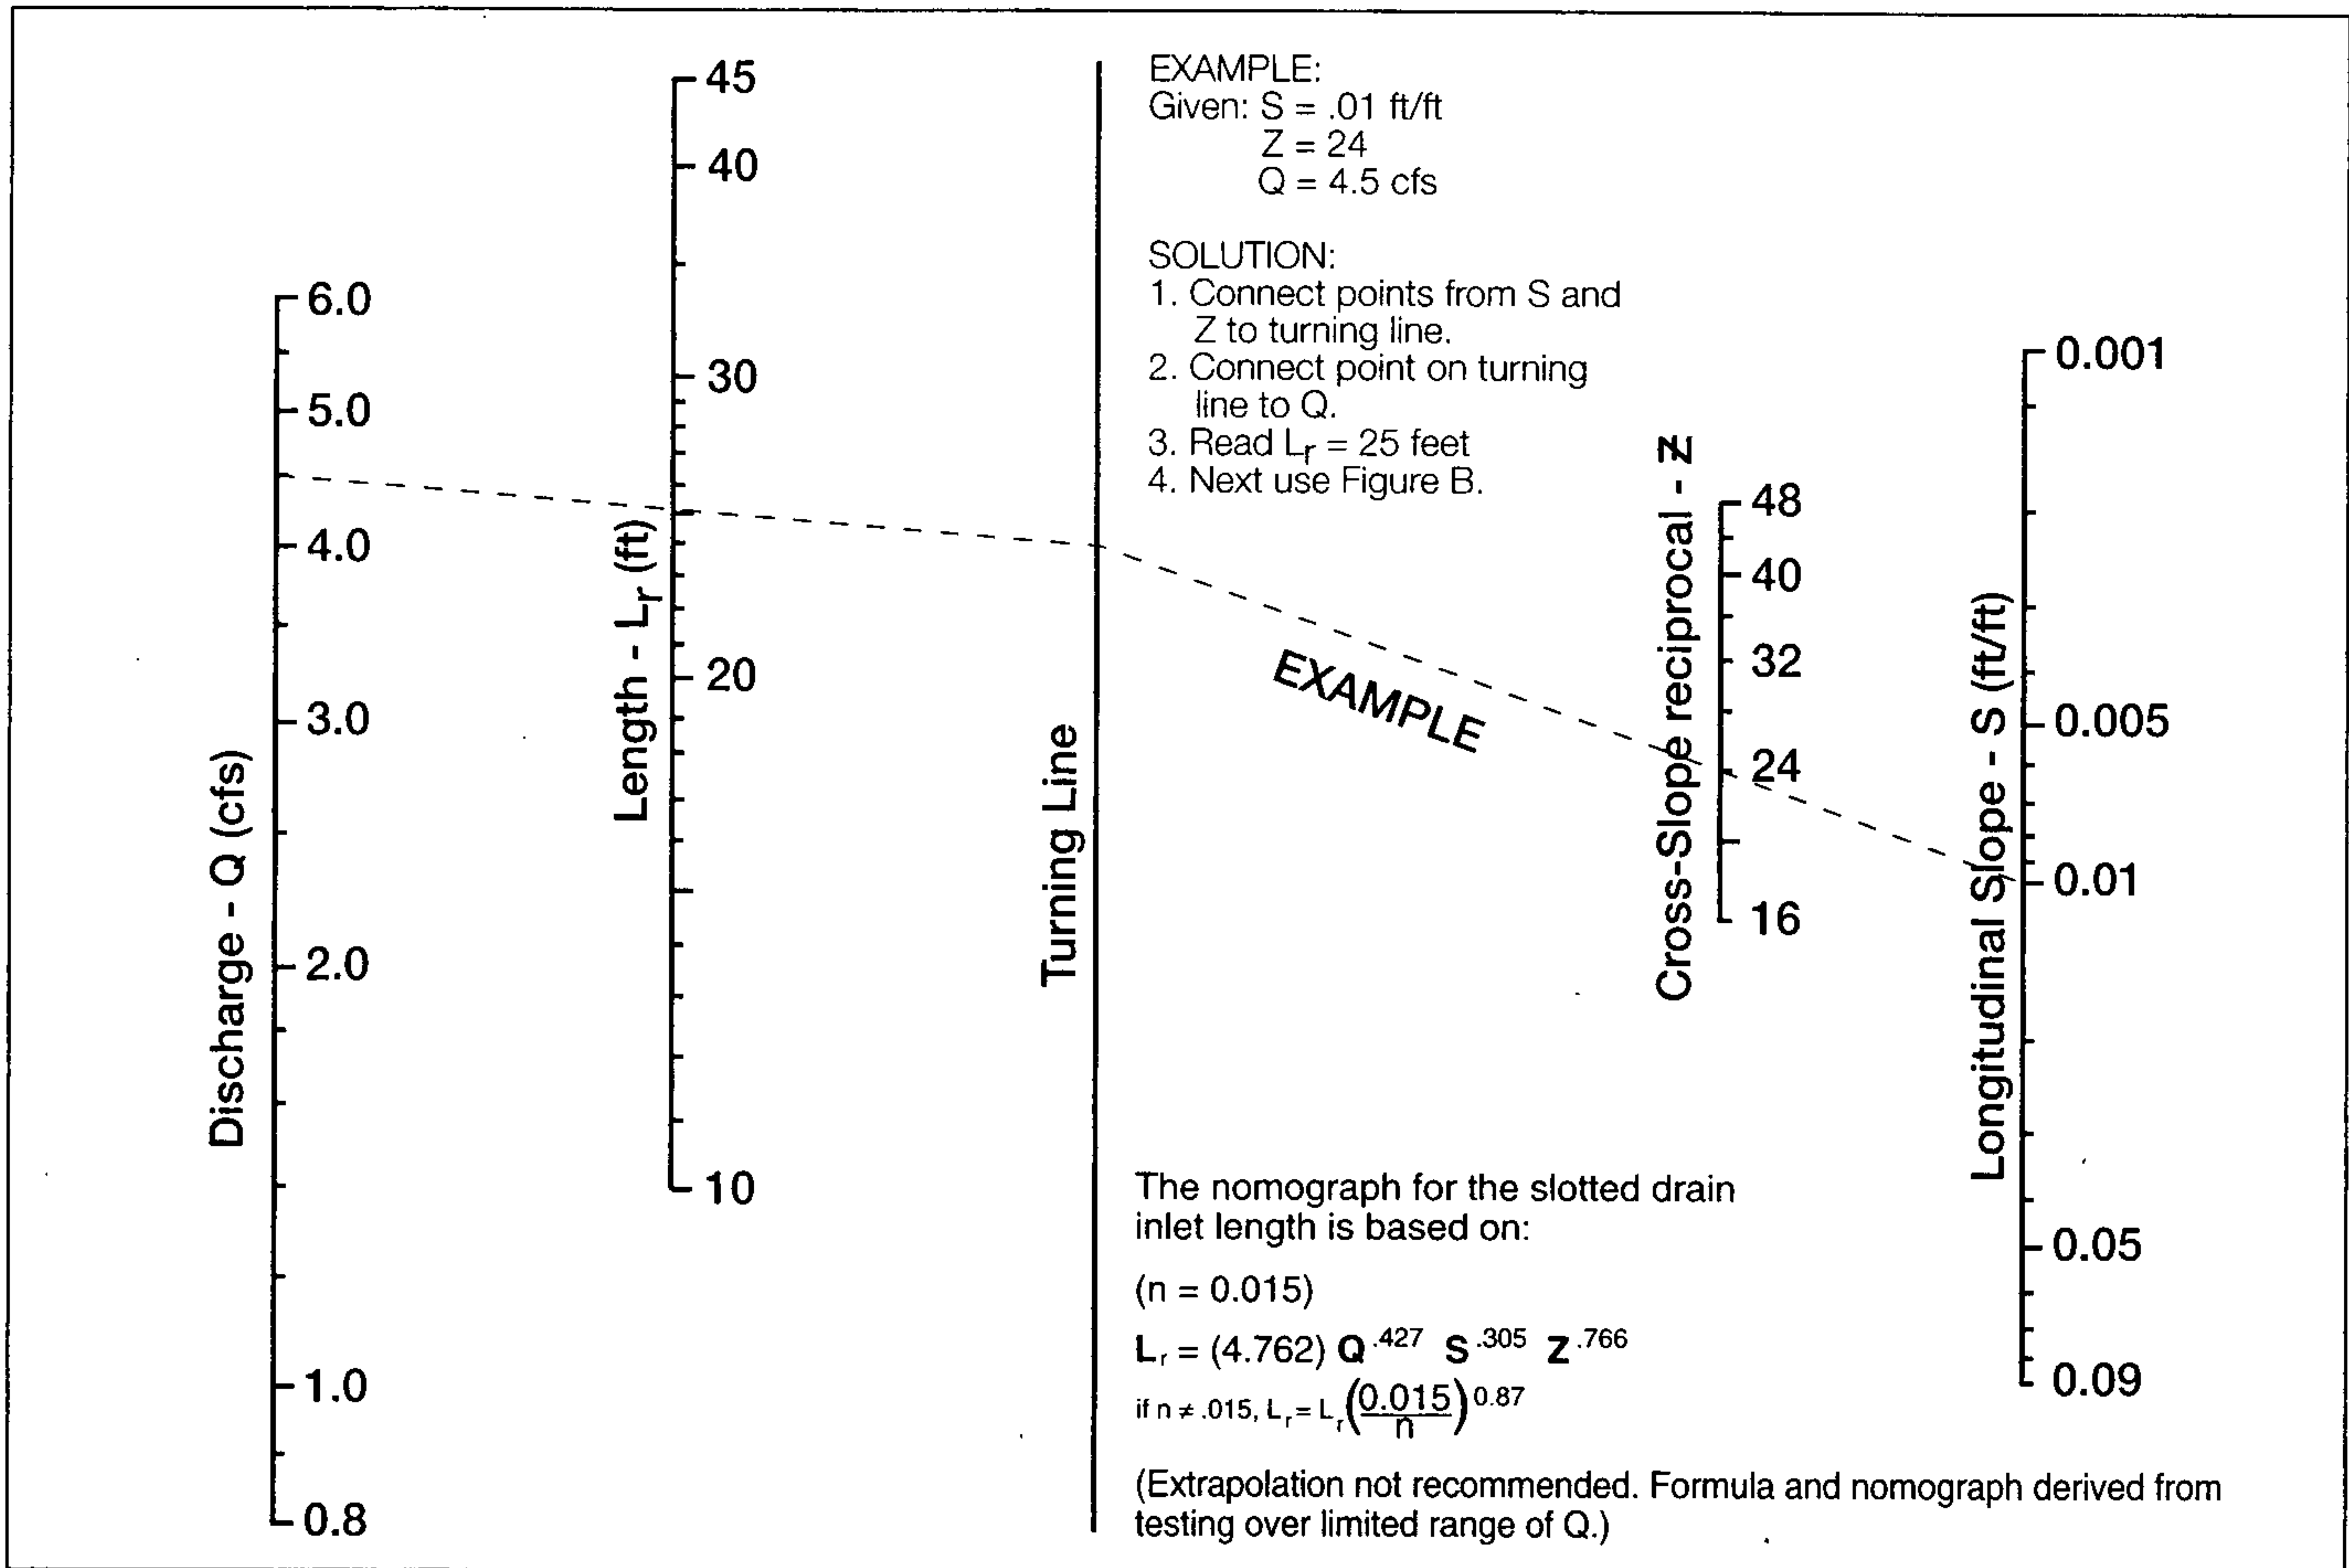 Discharge - Q (cfs)
6.0
5.0
4.0
3.0
2.0
1.0
0.8
Length - Lr (ft)
45
40
30
20
10
Turning Line
EXAMPLE:
Given: S = .01 ft/ft
Z = 24
Q = 4.5 cfs
SOLUTION:
1. Connect points from S and
Z to turning line.
2. Connect point on turning
line to Q.
3. Read Lr = 25 feet
4. Next use Figure B.
EXAMPLE
Cross-Slope reciprocal - Z
48
40
32
24
16
Longitudinal Slope - S (ft/ft)
0.001
0.005
0.01
0.05
0.09
The nomograph for the slotted drain
inlet length is based on:
(n = 0.015)
Lr = (4.762) Q^.427 S^.305 Z^.766
if n ≠ .015, Lr = Lr(0.015/n)^0.87
(Extrapolation not recommended. Formula and nomograph derived from
testing over limited range of Q.)